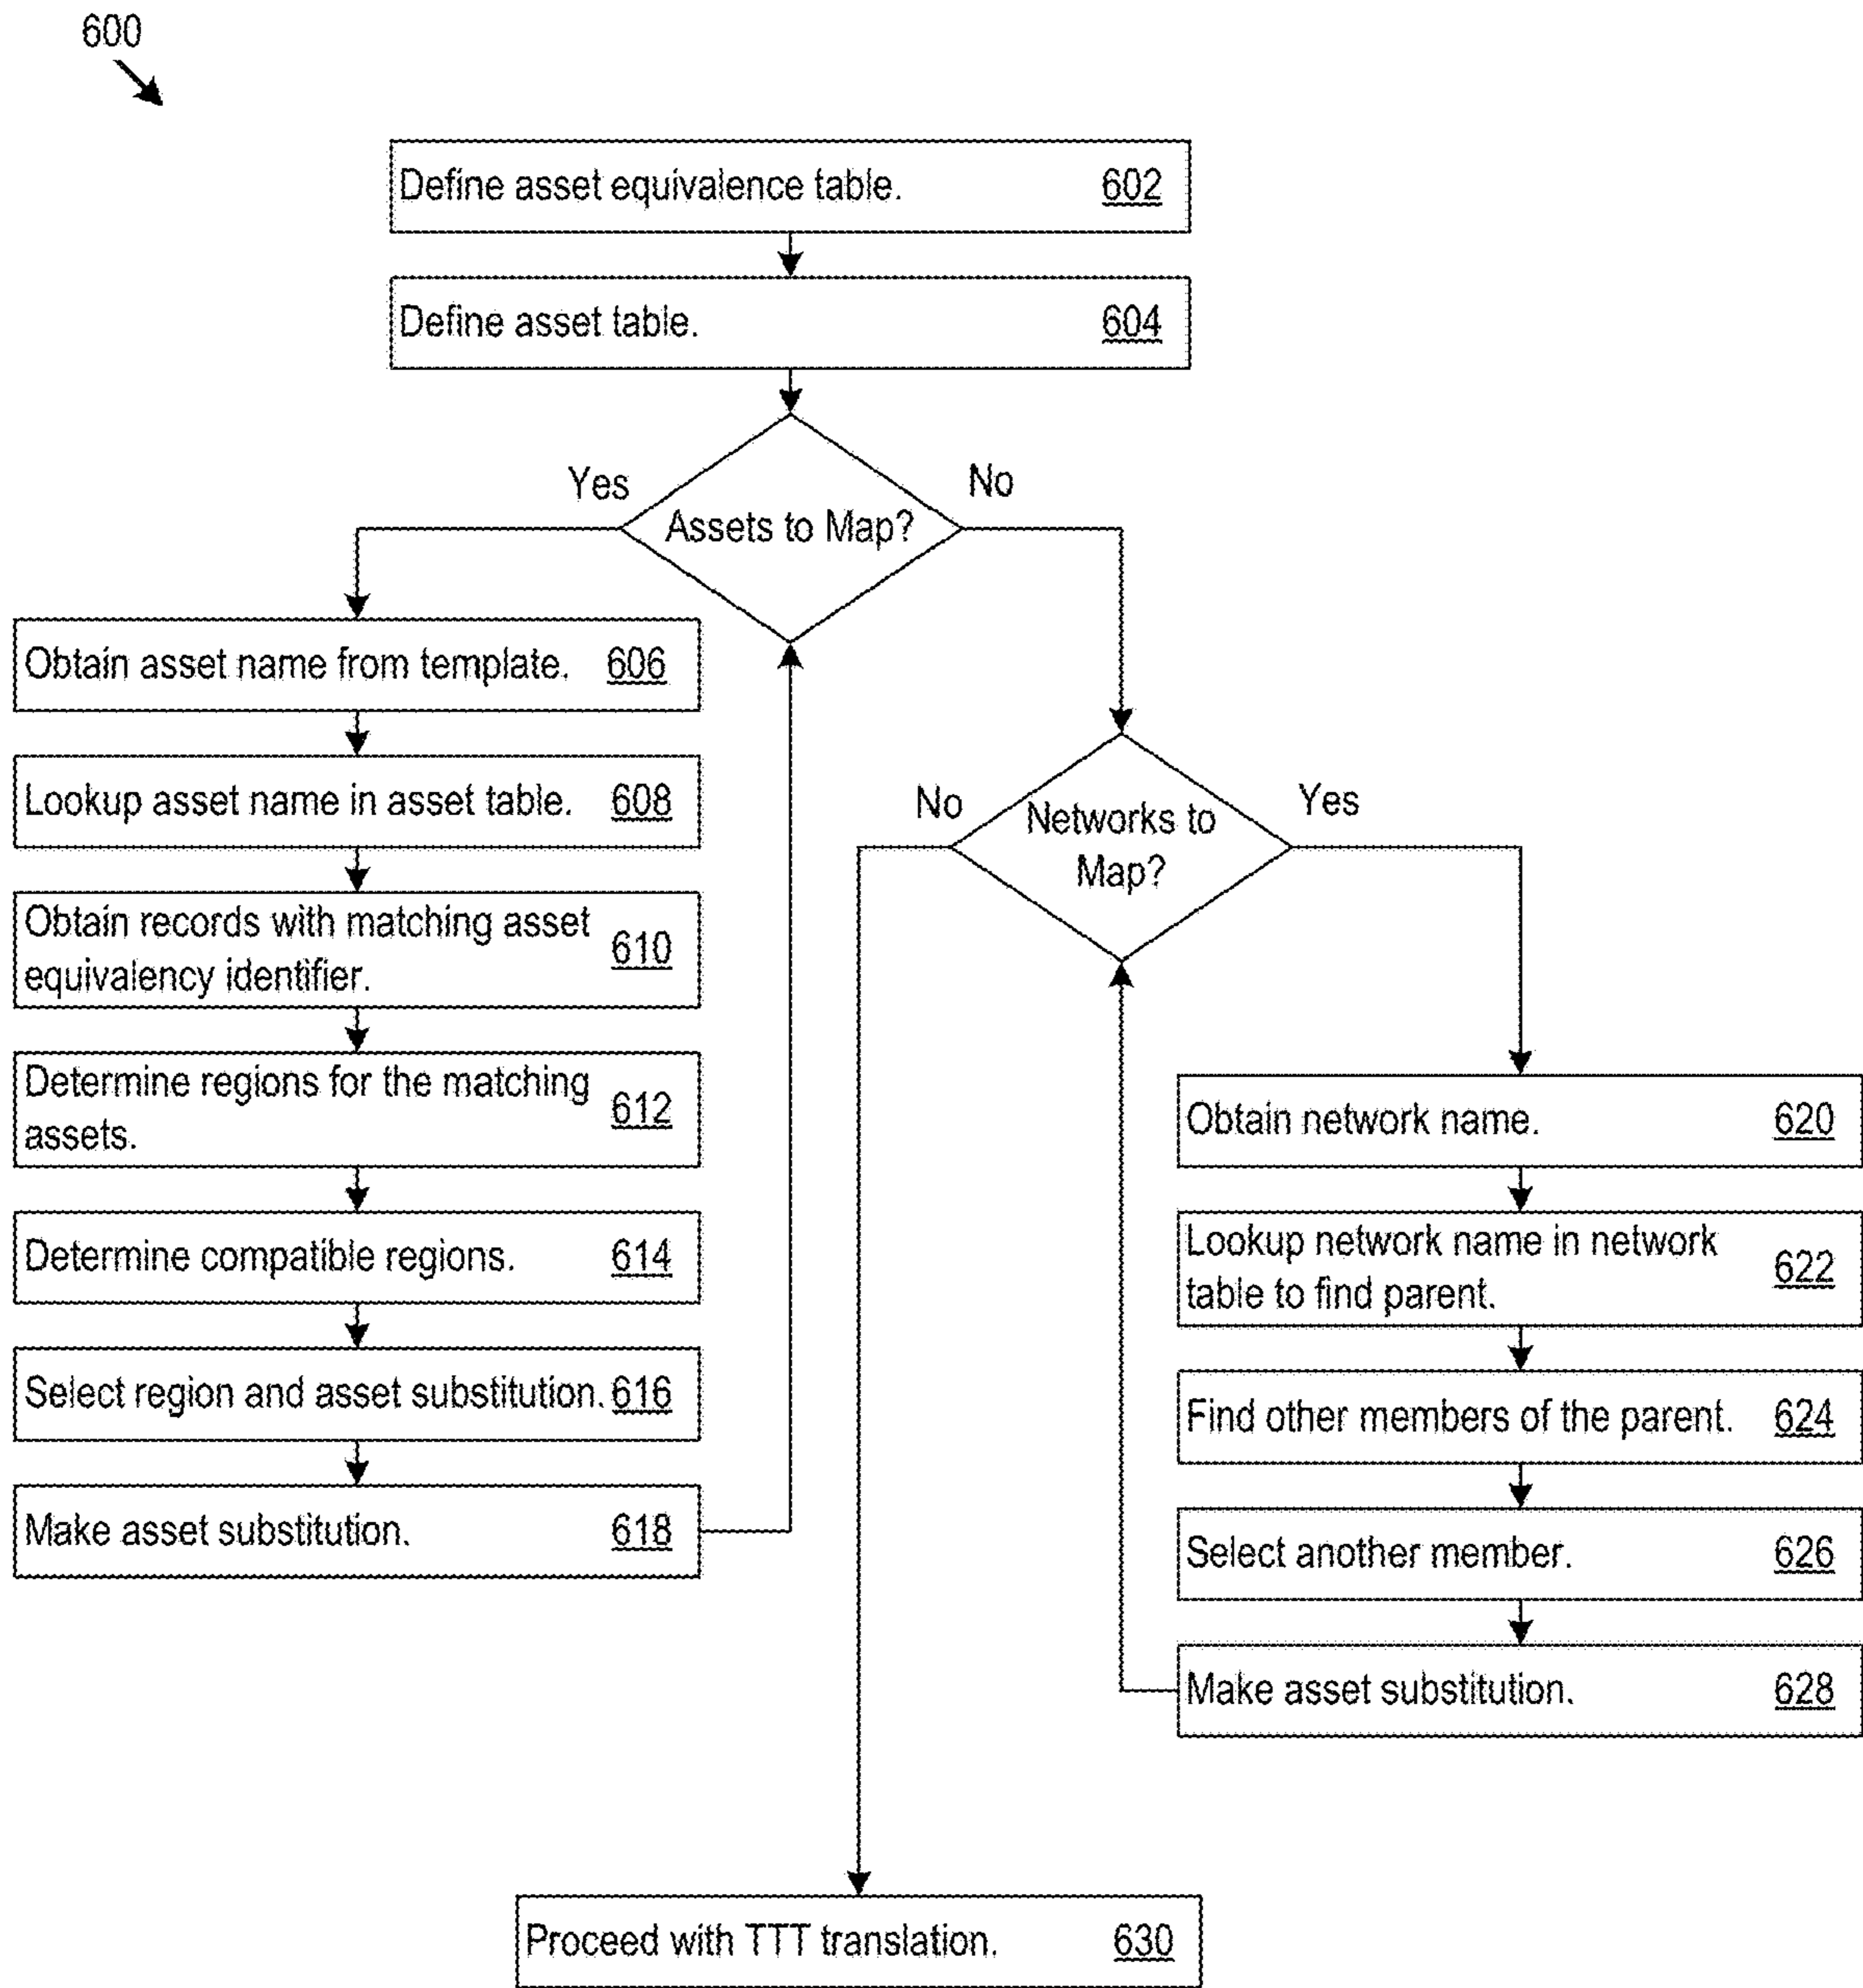 600
Define asset equivalence table. 602
Define asset table. 604
Yes
No
Assets to Map?
Obtain asset name from template. 606
Lookup asset name in asset table. 608
Obtain records with matching asset
equivalency identifier. 610
Determine regions for the matching
assets. 612
Determine compatible regions. 614
Select region and asset substitution. 616
Make asset substitution. 618
No
Yes
Networks to
Map?
Obtain network name. 620
Lookup network name in network
table to find parent. 622
Find other members of the parent. 624
Select another member. 626
Make asset substitution. 628
Proceed with TTT translation. 630